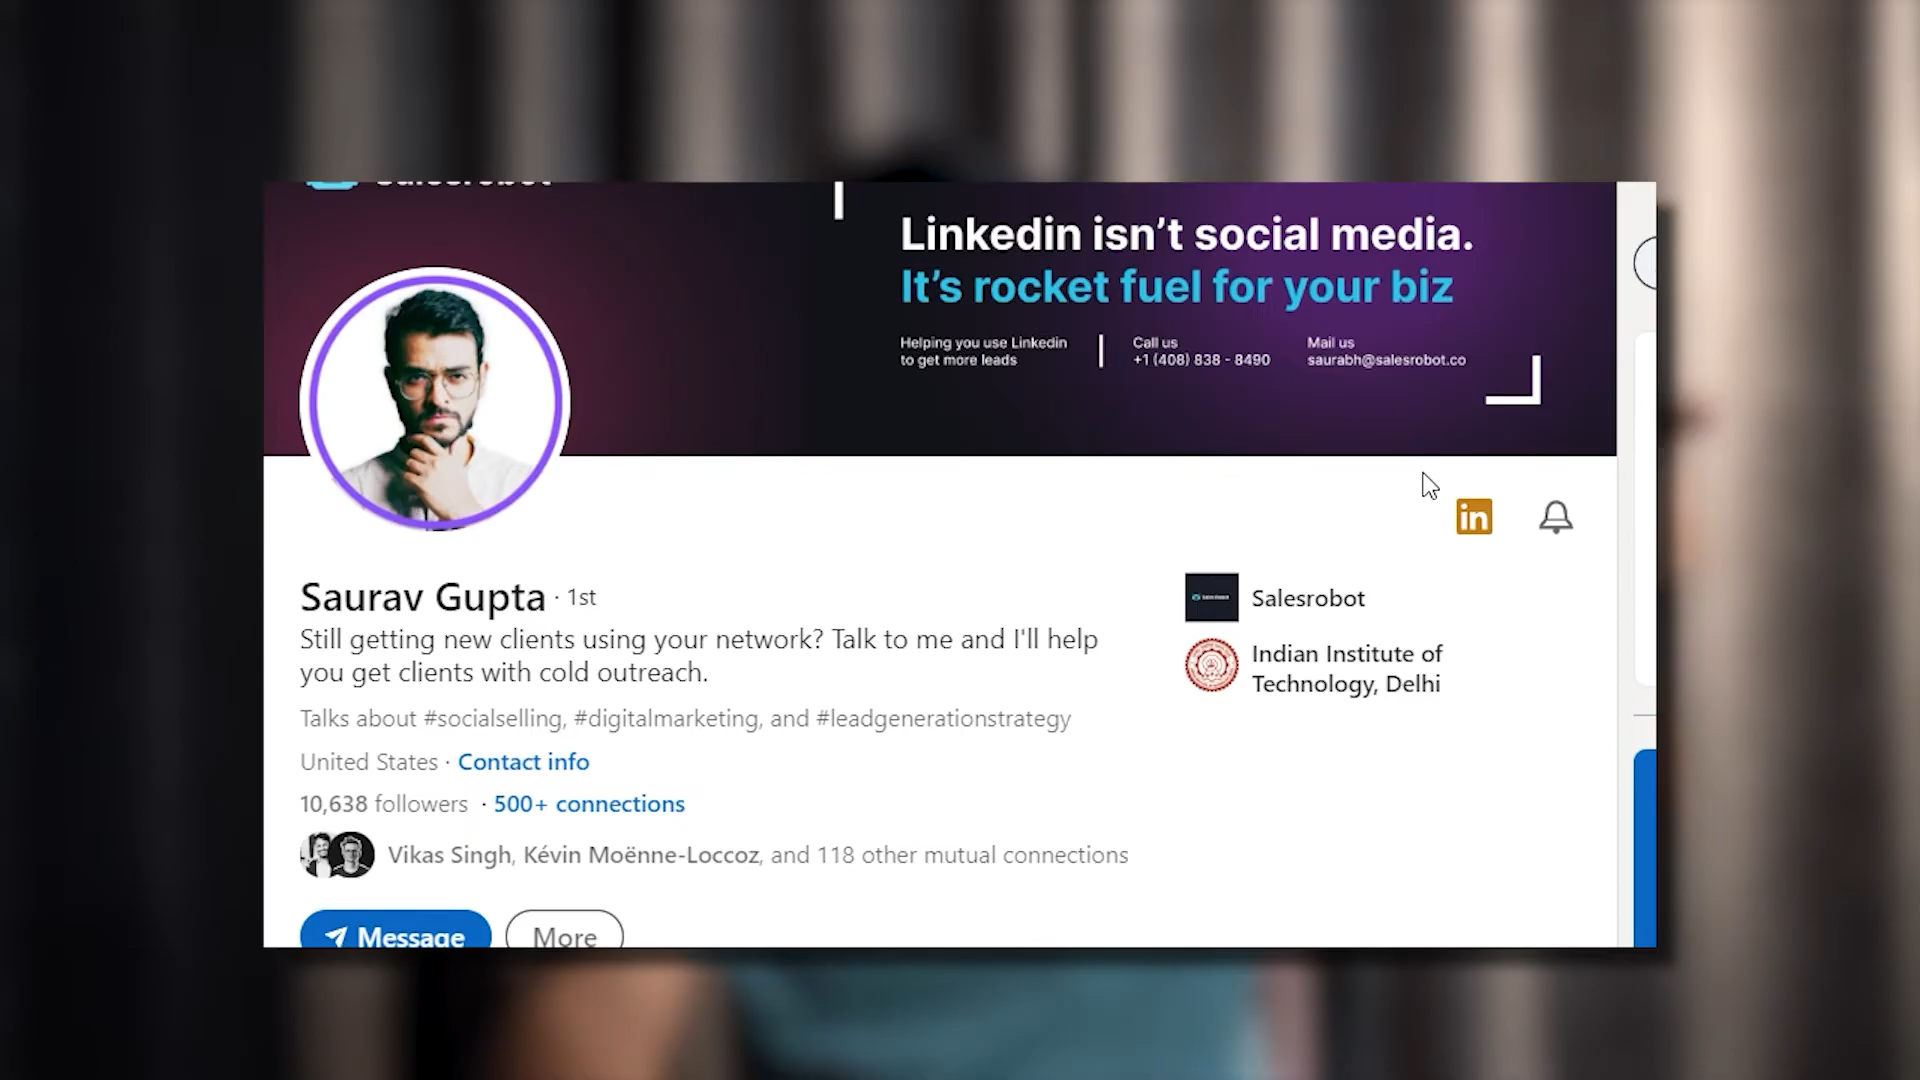 Linkedin isn't social media.
It's rocket fuel for your biz
Helping you use Linkedin
to get more leads
Call us
+1 (408) 838 - 8490
Mail us
saurabh@salesrobot.co
in
Saurav Gupta · 1st
Still getting new clients using your network? Talk to me and I'll help
you get clients with cold outreach.
Talks about #socialselling, #digitalmarketing, and #leadgenerationstrategy
United States · Contact info
10,638 followers · 500+ connections
Vikas Singh, Kévin Moënne-Loccoz, and 118 other mutual connections
Message
More
Salesrobot
Indian Institute of
Technology, Delhi